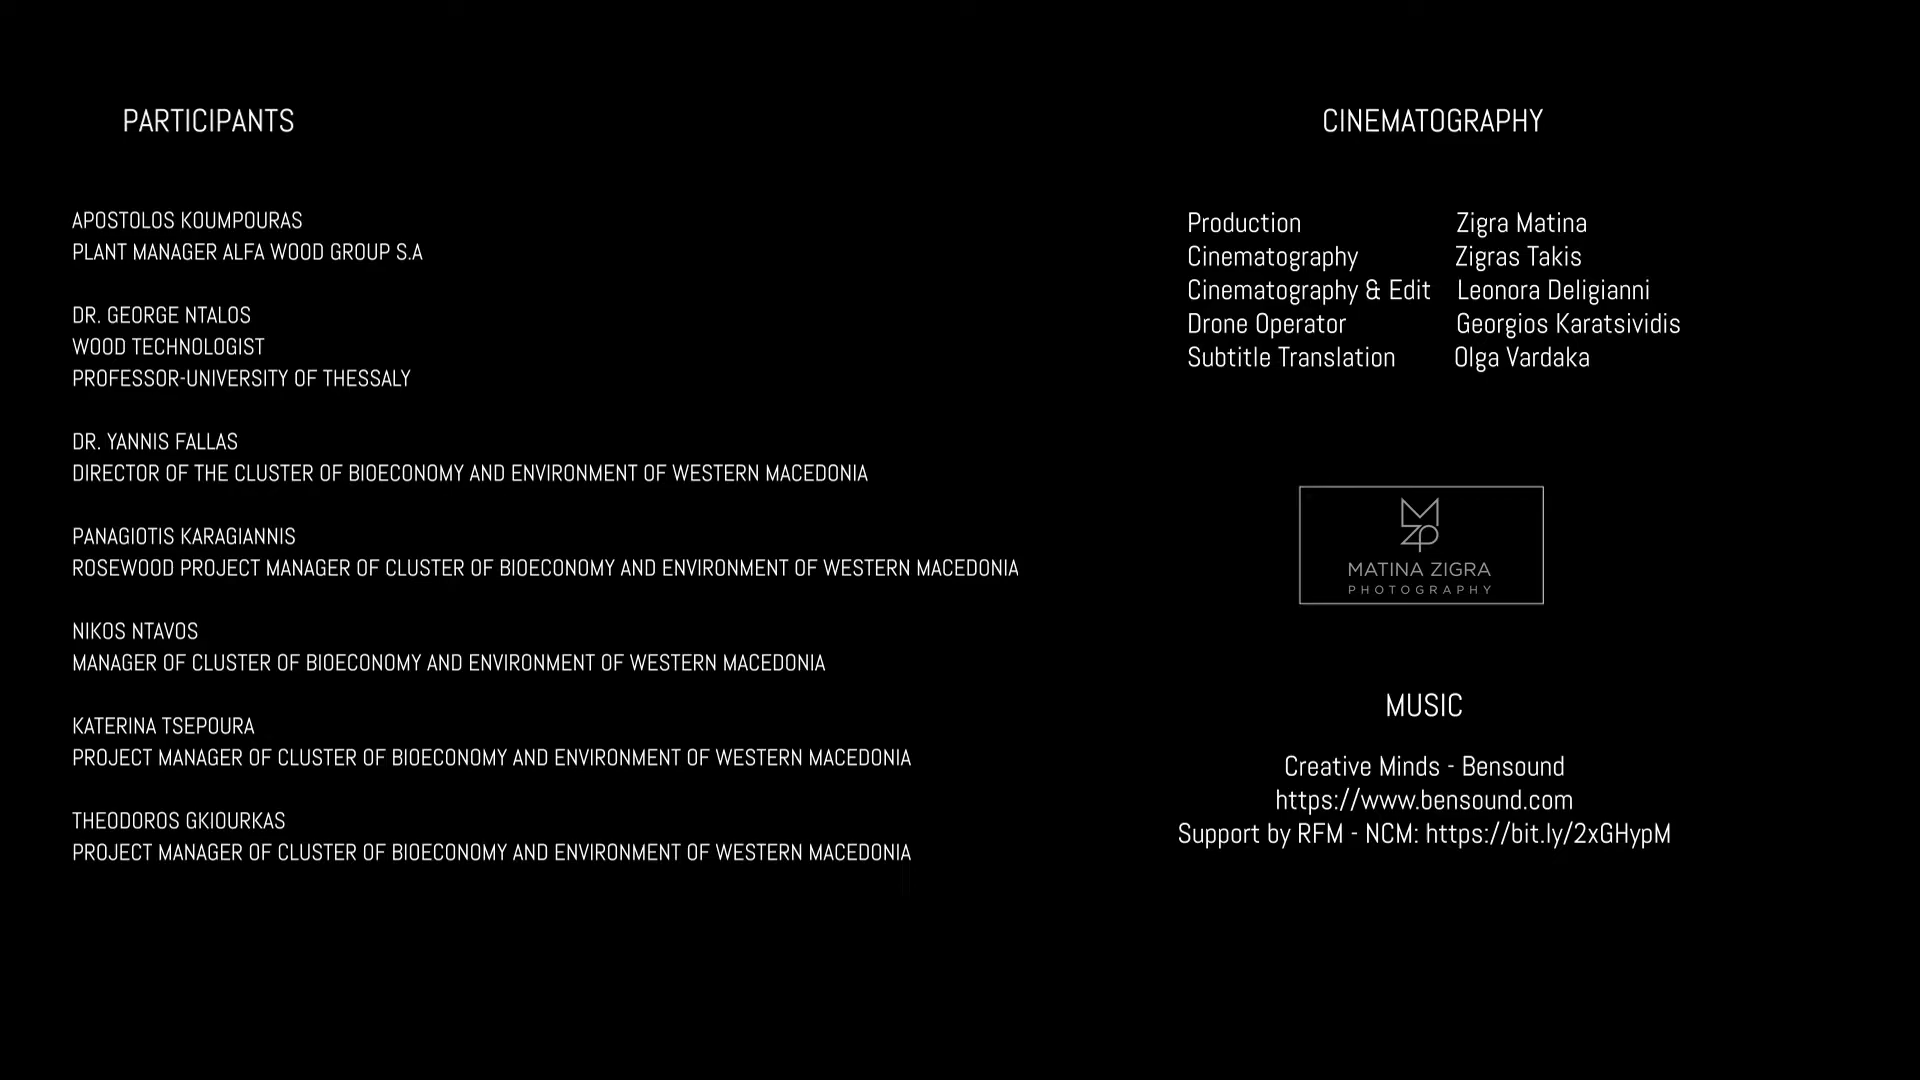 PARTICIPANTS
APOSTOLOS KOUMPOURAS
PLANT MANAGER ALFA WOOD GROUP S.A
DR. GEORGE NTALOS
WOOD TECHNOLOGIST
PROFESSOR-UNIVERSITY OF THESSALY
DR. YANNIS FALLAS
DIRECTOR OF THE CLUSTER OF BIOECONOMY AND ENVIRONMENT OF WESTERN MACEDONIA
PANAGIOTIS KARAGIANNIS
ROSEWOOD PROJECT MANAGER OF CLUSTER OF BIOECONOMY AND ENVIRONMENT OF WESTERN MACEDONIA
NIKOS NTAVOS
MANAGER OF CLUSTER OF BIOECONOMY AND ENVIRONMENT OF WESTERN MACEDONIA
KATERINA TSEPOURA
PROJECT MANAGER OF CLUSTER OF BIOECONOMY AND ENVIRONMENT OF WESTERN MACEDONIA
THEODOROS GKIOURKAS
PROJECT MANAGER OF CLUSTER OF BIOECONOMY AND ENVIRONMENT OF WESTERN MACEDONIA
CINEMATOGRAPHY
Production Zigra Matina
Cinematography Zigras Takis
Cinematography & Edit Leonora Deligianni
Drone Operator Georgios Karatsividis
Subtitle Translation Olga Vardaka
MZP
MATINA ZIGRA
PHOTOGRAPHY
MUSIC
Creative Minds - Bensound
https://www.bensound.com
Support by RFM - NCM: https://bit.ly/2xGHypM